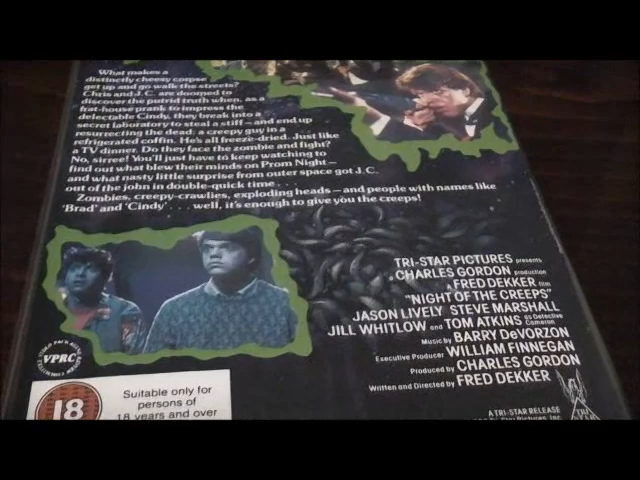 What makes a
distinctly cheesy corpse
get up and go walk the streets?
Chris and J.C. are doomed to
discover the putrid truth when, as a
frat-house prank to impress the
delectable Cindy, they break into a
secret laboratory to steal a stiff – and end up
resurrecting the dead: a creepy guy in a
refrigerated coffin. He's all freeze-dried. Just like
a TV dinner. Do they face the zombie and fight?
No, sirree! You'll just have to keep watching to
find out what blew their minds on Prom Night –
and what nasty little surprise from outer space got J.C.
out of the john in double-quick time . . .
Zombies, creepy-crawlies, exploding heads – and people with names like
'Brad' and 'Cindy' . . . well, it's enough to give you the creeps!
TRI-STAR PICTURES presents
a CHARLES GORDON production
A FRED DEKKER film
"NIGHT OF THE CREEPS"
JASON LIVELY STEVE MARSHALL
JILL WHITLOW and TOM ATKINS as Detective Cameron
Music by BARRY DeVORZON
Executive Producer WILLIAM FINNEGAN
Produced by CHARLES GORDON
Written and Directed by FRED DEKKER
VPRC
18
Suitable only for
persons of
18 years and over
A TRI-STAR RELEASE
Pictures, Inc.
TRI
STAR